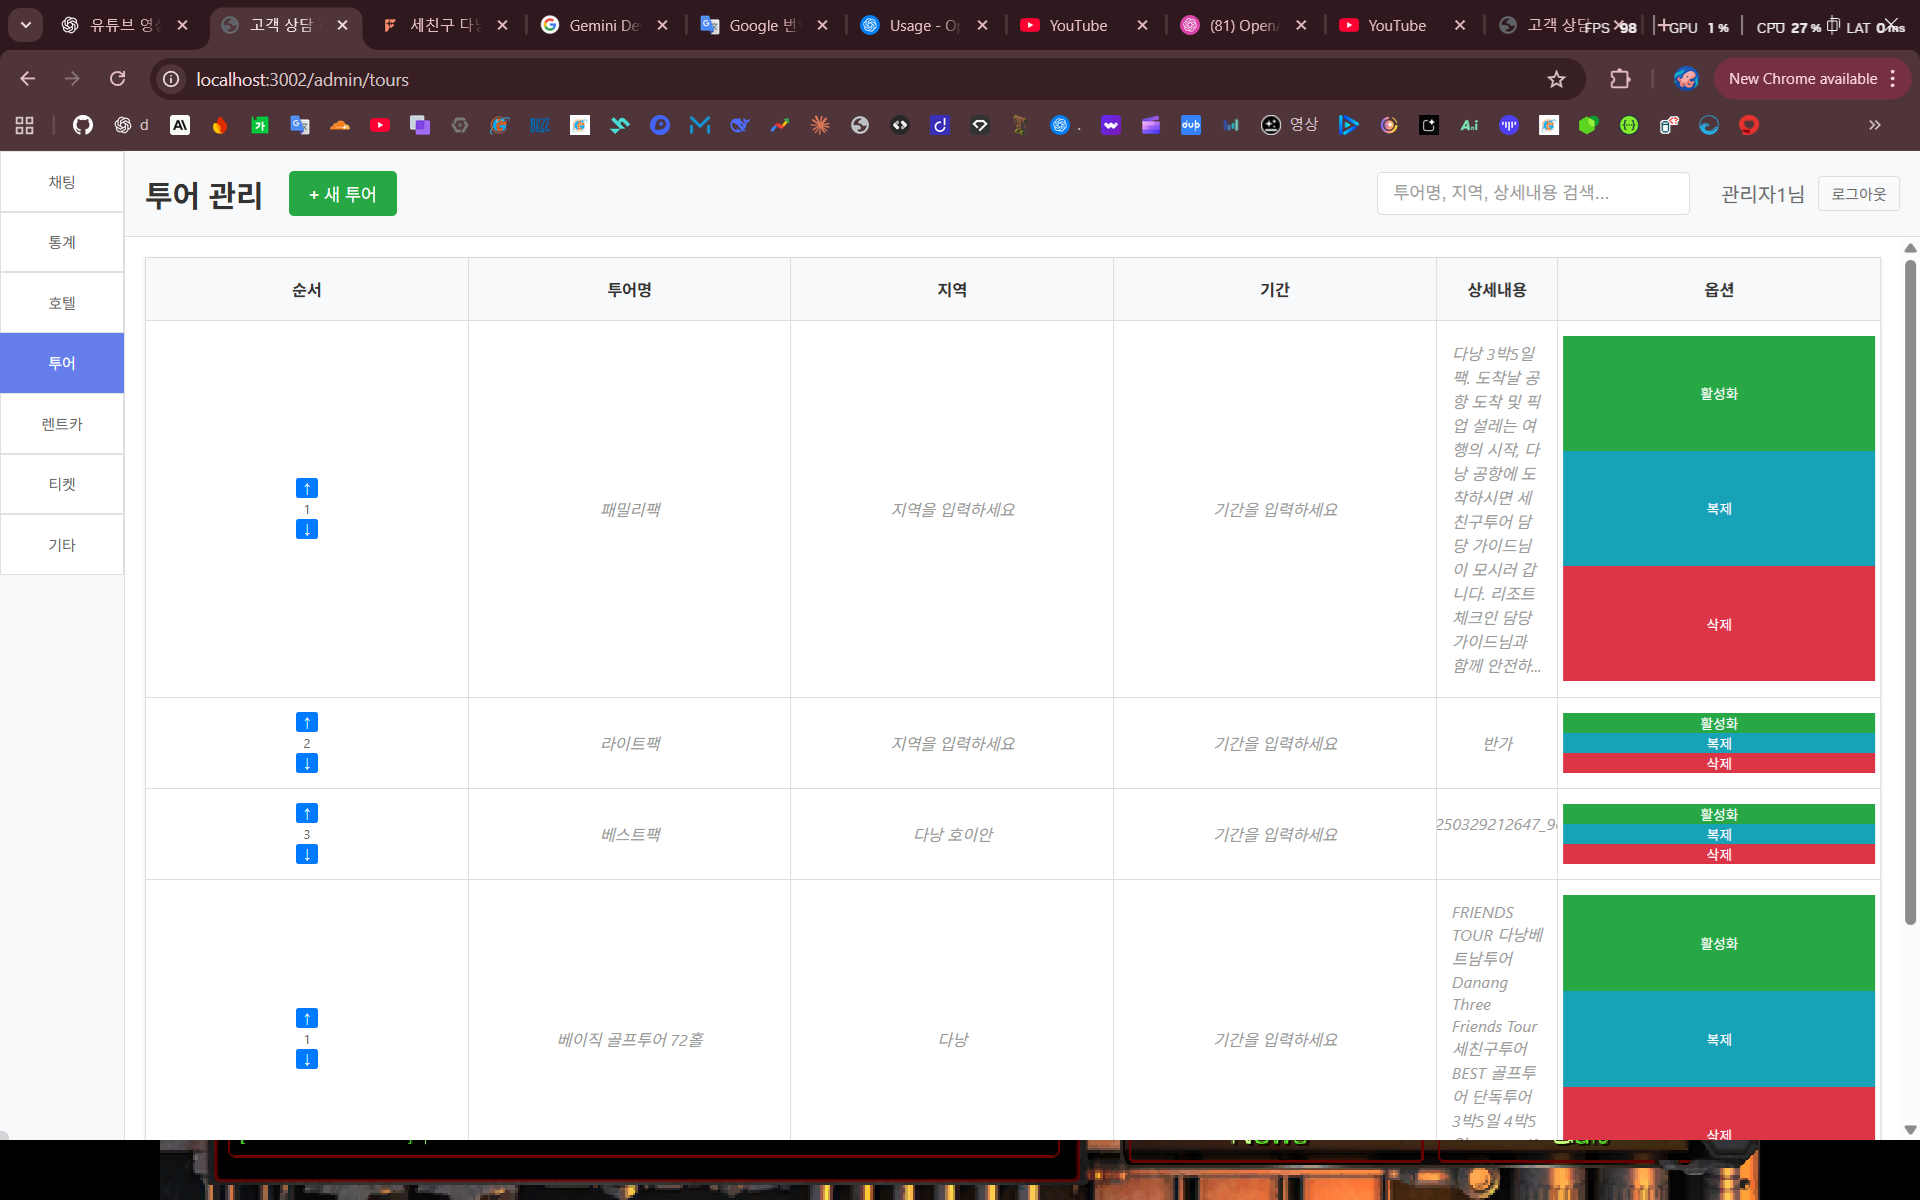 유튜브 영상
고객 상담
세친구 다낭
Gemini De
Google 번
Usage - O
YouTube
(81) Open
YouTube
고객 상담
FPS 98
GPU 1 %
CPU 27 %
LAT 0 ms
localhost:3002/admin/tours
New Chrome available
d
영상
채팅
통계
호텔
투어
렌트카
티켓
기타
투어 관리
+ 새 투어
투어명, 지역, 상세내용 검색...
관리자1님
로그아웃
순서 투어명 지역 기간 상세내용 옵션
↑
1
↓
패밀리팩
지역을 입력하세요
기간을 입력하세요
다낭 3박5일
팩. 도착날 공
항 도착 및 픽
업 설레는 여
행의 시작, 다
낭 공항에 도
착하시면 세
친구투어 담
당 가이드님
이 모시러 갑
니다. 리조트
체크인 담당
가이드님과
함께 안전하...
활성화
복제
삭제
↑
2
↓
라이트팩
지역을 입력하세요
기간을 입력하세요
반가
활성화
복제
삭제
↑
3
↓
베스트팩
다낭 호이안
기간을 입력하세요
250329212647_9
활성화
복제
삭제
↑
1
↓
베이직 골프투어 72홀
다낭
기간을 입력하세요
FRIENDS
TOUR 다낭베
트남투어
Danang
Three
Friends Tour
세친구투어
BEST 골프투
어 단독투어
3박5일 4박5
활성화
복제
삭제